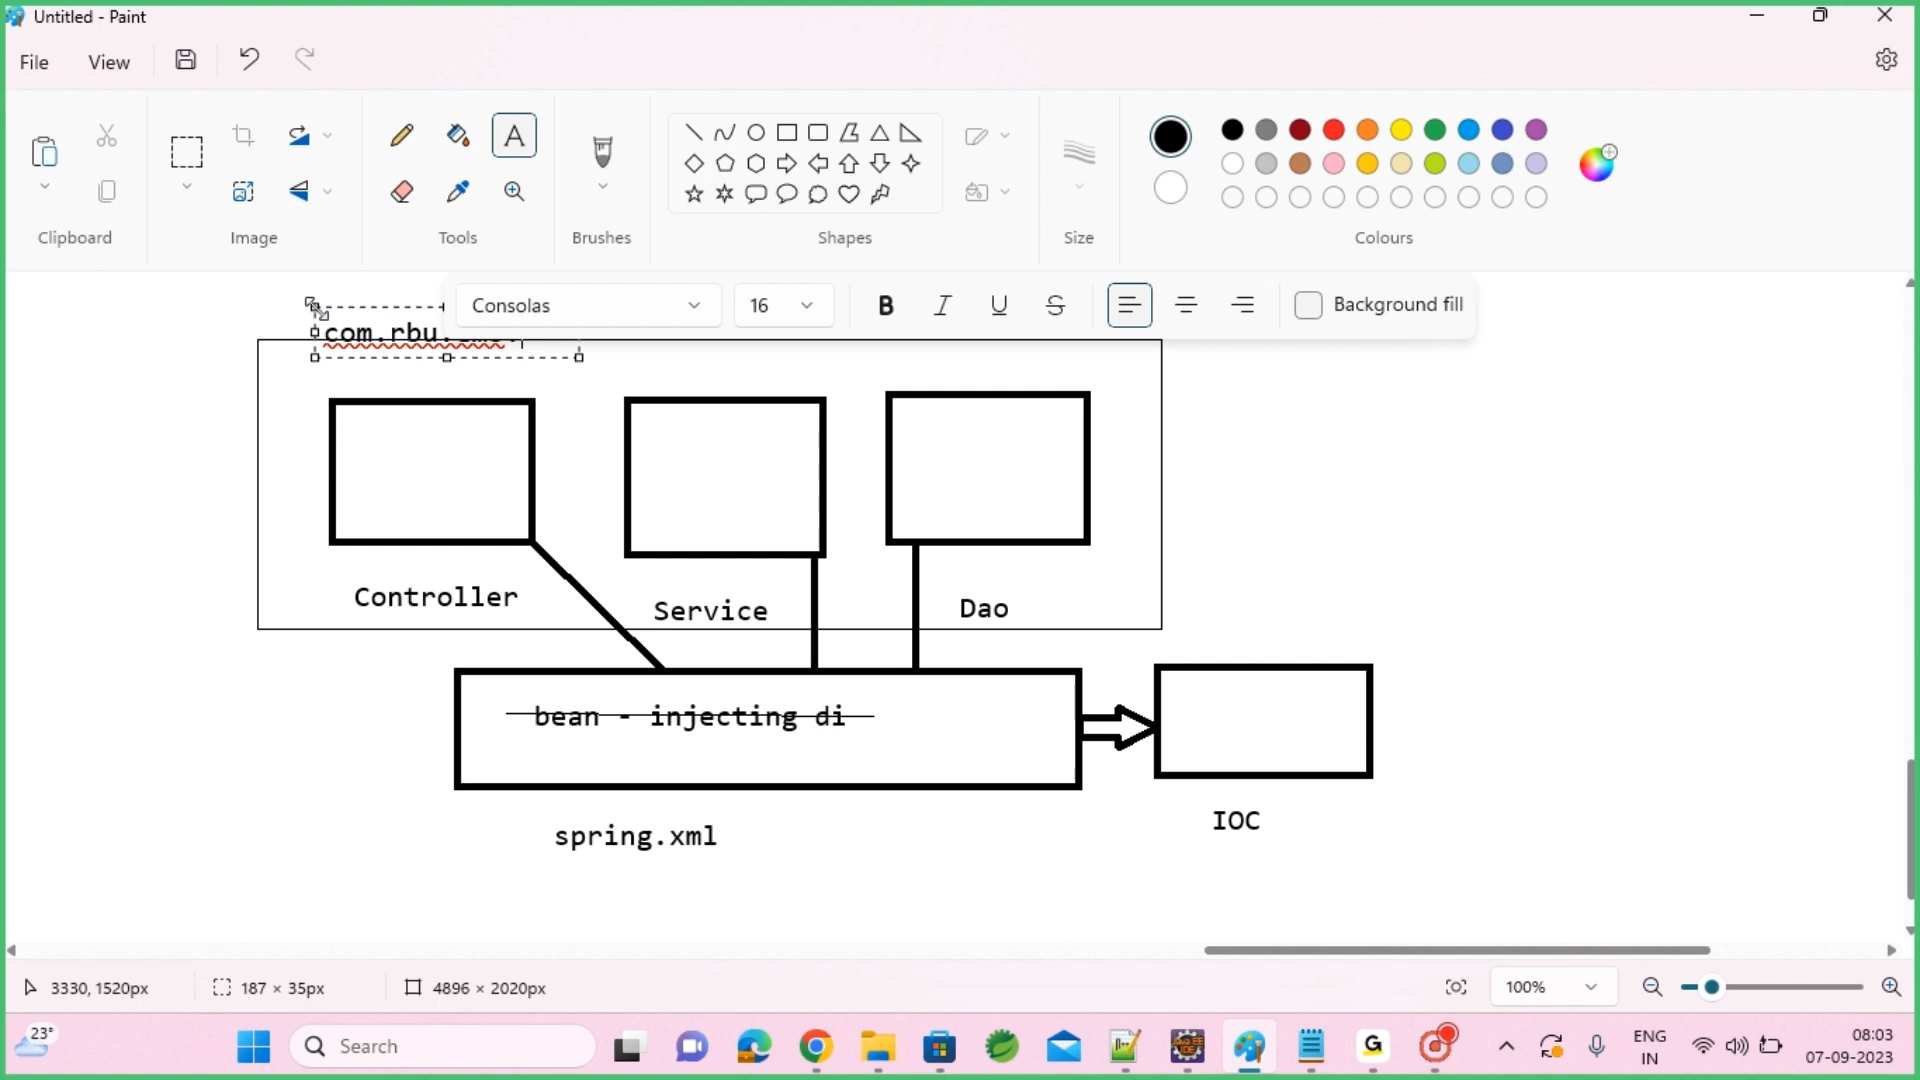 Untitled - Paint
File View
Clipboard
Image
Tools
Brushes
Shapes
Size
Colours
Consolas
16
B I U S
Background fill
com.rbu.
Controller
Service
Dao
bean - injecting di
spring.xml
IOC
3330, 1520px
187 × 35px
4896 × 2020px
100%
23°
Search
ENG
IN
08:03
07-09-2023